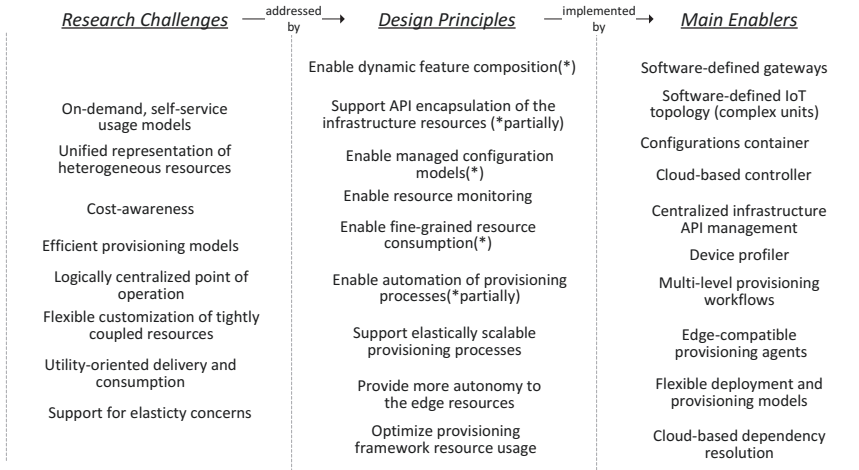 Research Challenges
addressed
by
Design Principles
implemented
by
Main Enablers
On-demand, self-service
usage models
Unified representation of
heterogeneous resources
Cost-awareness
Efficient provisioning models
Logically centralized point of
operation
Flexible customization of tightly
coupled resources
Utility-oriented delivery and
consumption
Support for elasticty concerns
Enable dynamic feature composition(*)
Support API encapsulation of the
infrastructure resources (*partially)
Enable managed configuration
models(*)
Enable resource monitoring
Enable fine-grained resource
consumption(*)
Enable automation of provisioning
processes(*partially)
Support elastically scalable
provisioning processes
Provide more autonomy to
the edge resources
Optimize provisioning
framework resource usage
Software-defined gateways
Software-defined IoT
topology (complex units)
Configurations container
Cloud-based controller
Centralized infrastructure
API management
Device profiler
Multi-level provisioning
workflows
Edge-compatible
provisioning agents
Flexible deployment and
provisioning models
Cloud-based dependency
resolution